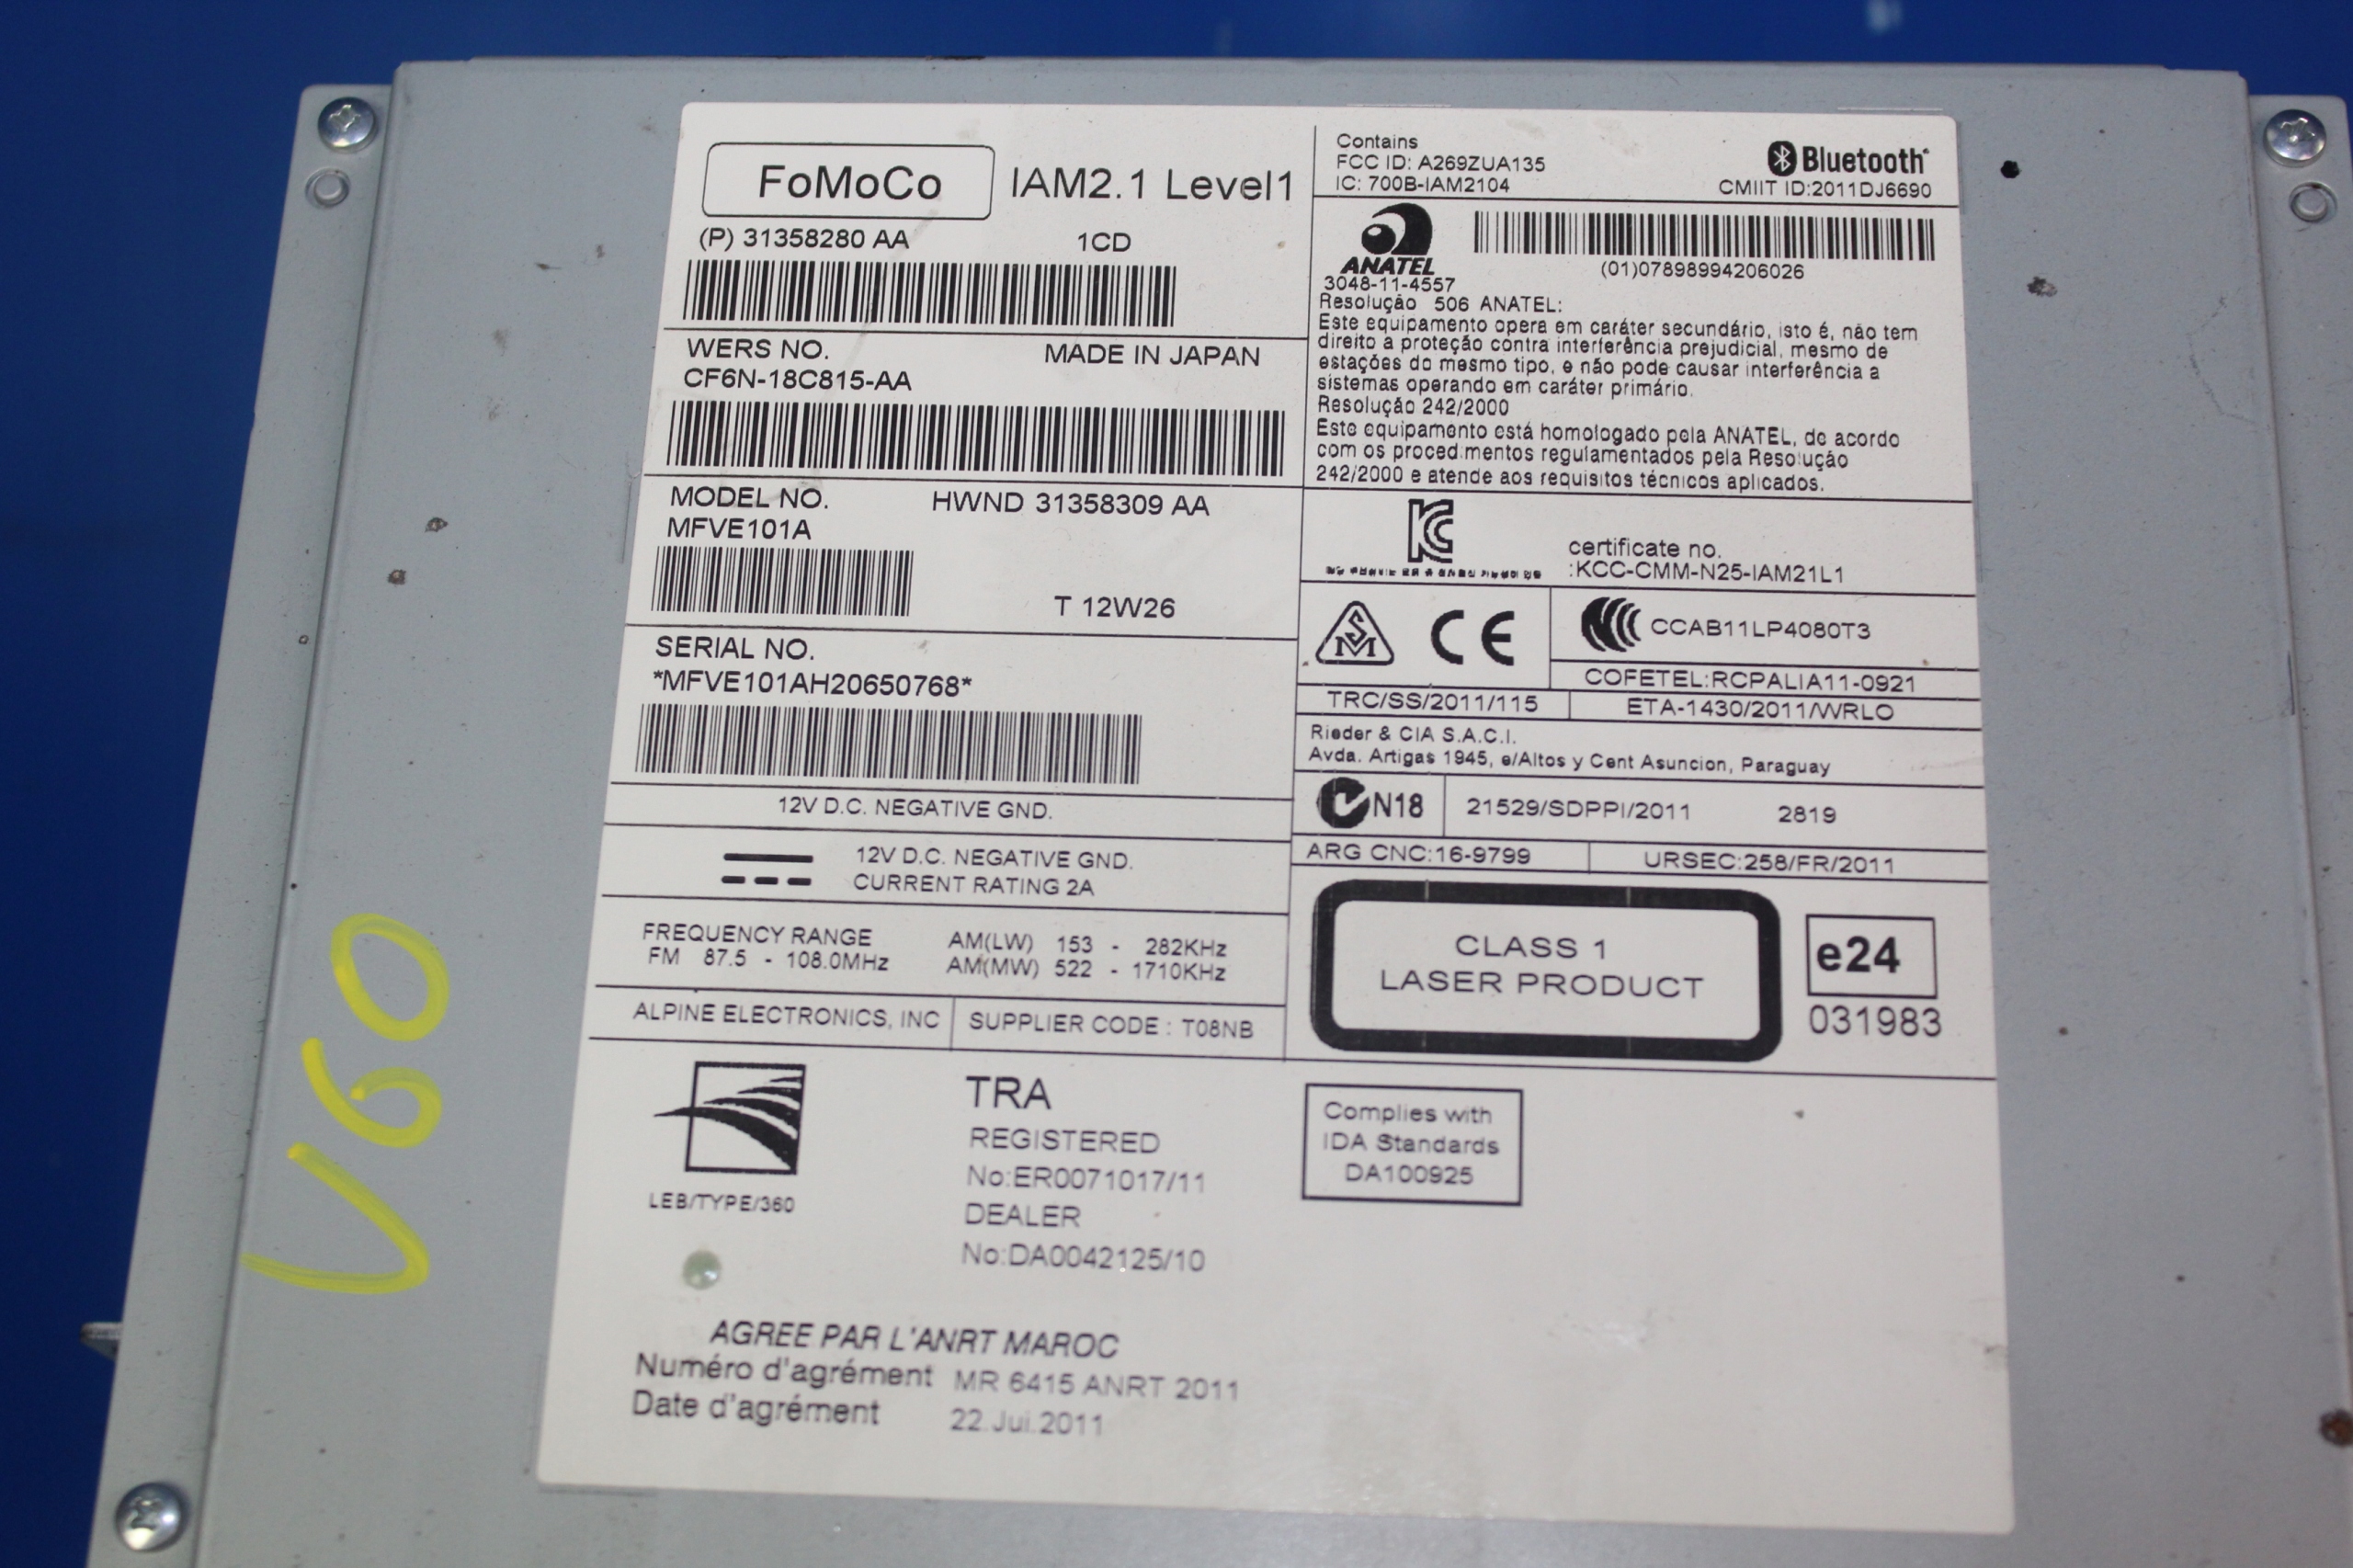 FoMoCo IAM2.1 Level1
(P) 31358280 AA 1CD
WERS NO. MADE IN JAPAN
CF6N-18C815-AA
MODEL NO. HWND 31358309 AA
MFVE101A
T 12W26
SERIAL NO.
*MFVE101AH20650768*
12V D.C. NEGATIVE GND.
12V D.C. NEGATIVE GND.
CURRENT RATING 2A
FREQUENCY RANGE AM(LW) 153 - 282KHz
FM 87.5 - 108.0MHz AM(MW) 522 - 1710KHz
ALPINE ELECTRONICS, INC SUPPLIER CODE : T08NB
Contains
FCC ID: A269ZUA135
IC: 700B-IAM2104
Bluetooth
CMIIT ID:2011DJ6690
ANATEL
(01)07898994206026
3048-11-4557
Resolução 506 ANATEL:
Este equipamento opera em caráter secundário, isto é, não tem
direito a proteção contra interferência prejudicial, mesmo de
estações do mesmo tipo, e não pode causar interferência a
sistemas operando em caráter primário.
Resolução 242/2000
Este equipamento está homologado pela ANATEL, de acordo
com os procedimentos regulamentados pela Resolução
242/2000 e atende aos requisitos técnicos aplicados.
certificate no.
:KCC-CMM-N25-IAM21L1
SM CE CCAB11LP4080T3
COFETEL:RCPALIA11-0921
TRC/SS/2011/115 ETA-1430/2011/WRLO
Rieder & CIA S.A.C.I.
Avda. Artigas 1945, e/Altos y Cent Asuncion, Paraguay
N18 21529/SDPPI/2011 2819
ARG CNC:16-9799 URSEC:258/FR/2011
CLASS 1
LASER PRODUCT
e24
031983
LEB/TYPE/360
TRA
REGISTERED
No:ER0071017/11
DEALER
No:DA0042125/10
Complies with
IDA Standards
DA100925
AGREE PAR L'ANRT MAROC
Numéro d'agrément MR 6415 ANRT 2011
Date d'agrément 22.Jui.2011
V60